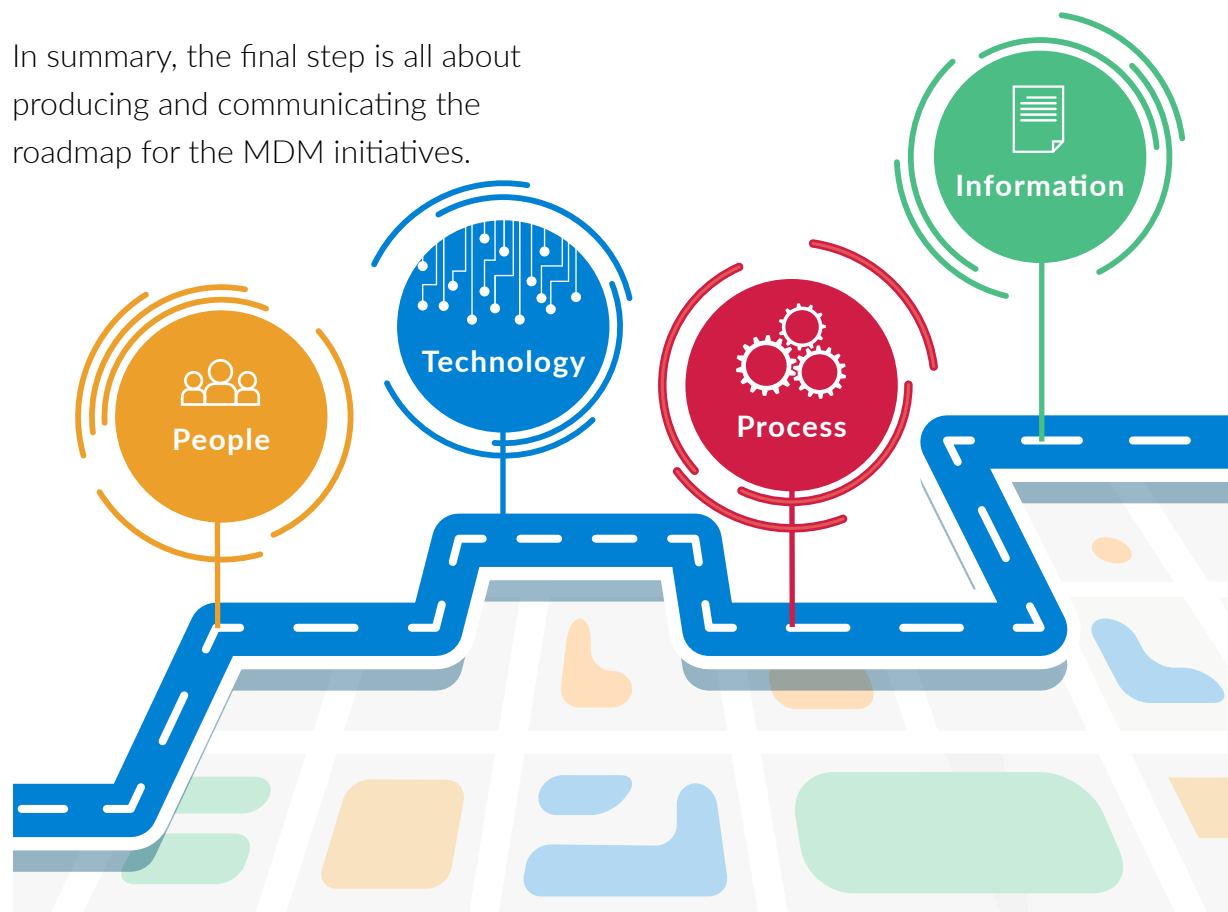 In summary, the final step is all about
producing and communicating the
roadmap for the MDM initiatives.
People
Technology
Process
Information